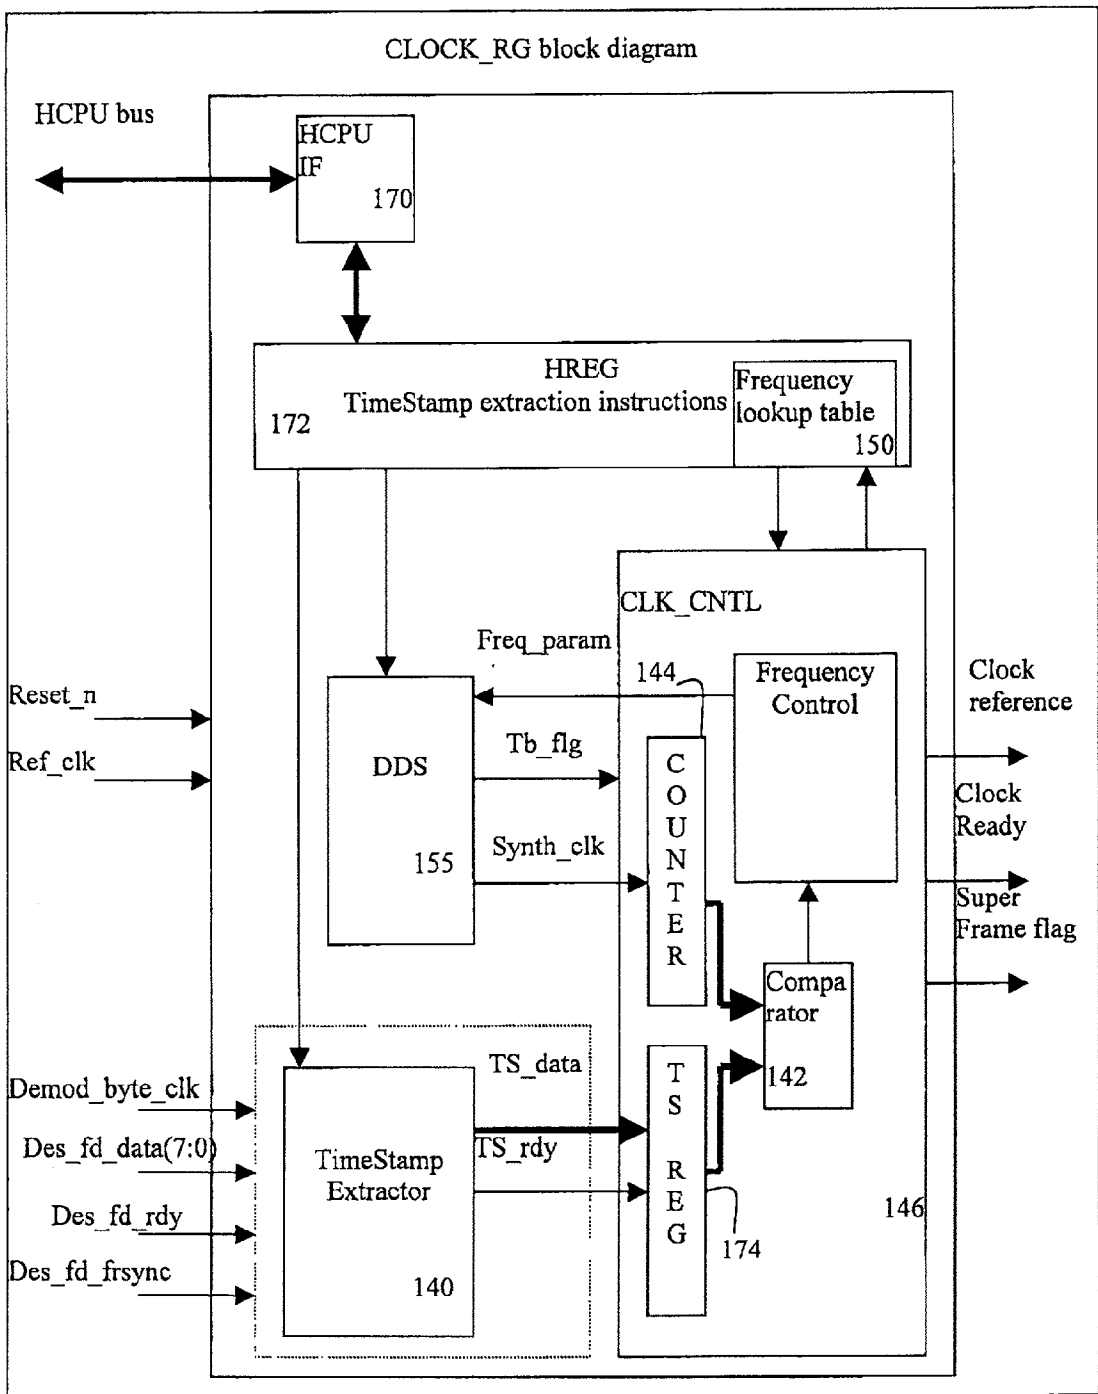 CLOCK_RG block diagram
HCPU bus
HCPU
IF
170
HREG
TimeStamp extraction instructions
172
Frequency
lookup table
150
CLK_CNTL
Freq_param
144
Frequency
Control
Clock
reference
Reset_n
Ref_clk
DDS
155
Tb_flg
Synth_clk
C
O
U
N
T
E
R
Clock
Ready
Super
Frame flag
Compa
rator
142
Demod_byte_clk
Des_fd_data(7:0)
Des_fd_rdy
Des_fd_frsync
TS_data
TS_rdy
TimeStamp
Extractor
140
T
S
R
E
G
174
146